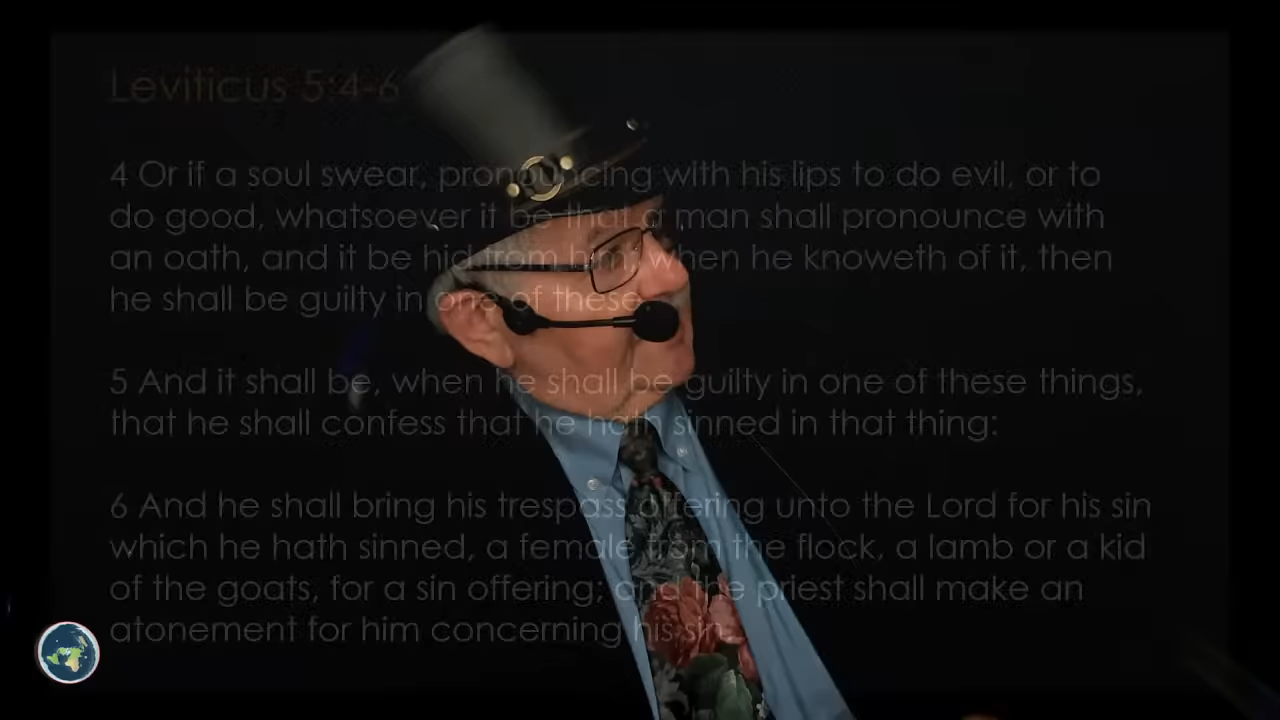 Leviticus 5:4-6
4 Or if a soul swear, pronouncing with his lips to do evil, or to
do good, whatsoever it be that a man shall pronounce with
an oath, and it be hid from him; when he knoweth of it, then
he shall be guilty in one of these.
5 And it shall be, when he shall be guilty in one of these things,
that he shall confess that he hath sinned in that thing:
6 And he shall bring his trespass offering unto the Lord for his sin
which he hath sinned, a female from the flock, a lamb or a kid
of the goats, for a sin offering; and the priest shall make an
atonement for him concerning his sin.